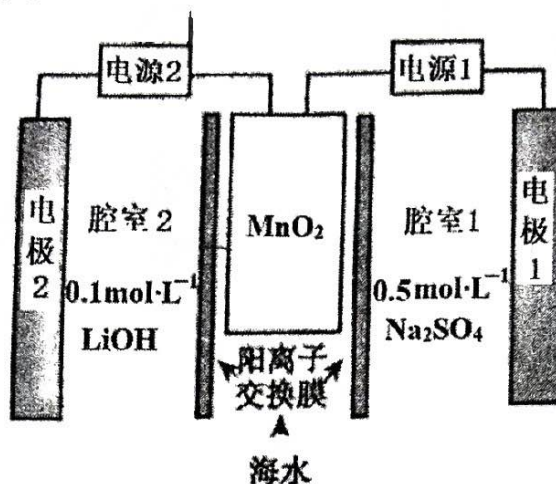 电源2
电源1
电极2
腔室2
0.1mol·L⁻¹
LiOH
MnO₂
腔室1
0.5mol·L⁻¹
Na₂SO₄
电极1
阳离子
交换膜
海水